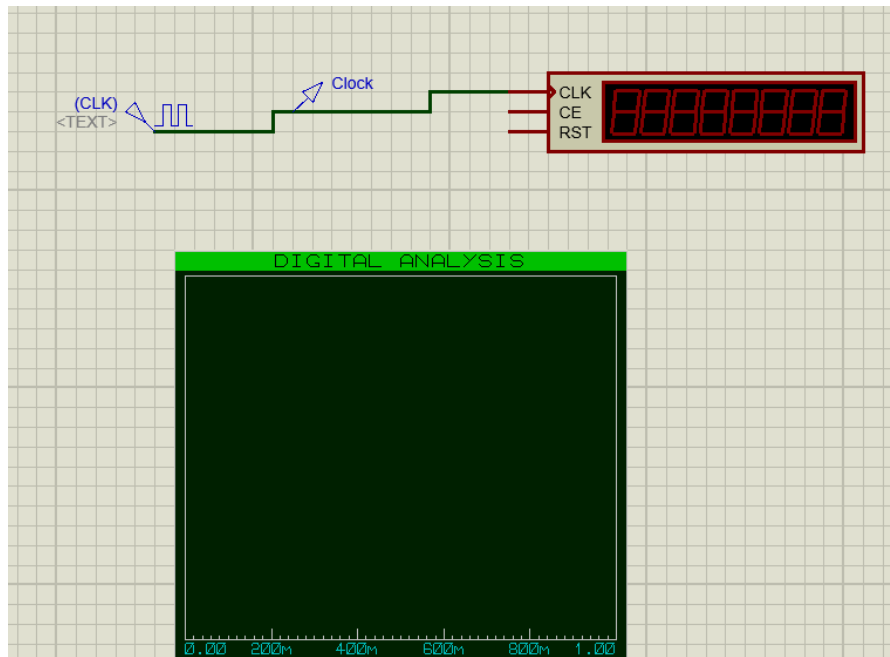 Clock
(CLK)
<TEXT>
CLK
CE
RST
DIGITAL ANALYSIS
0.00 200m 400m 600m 800m 1.00